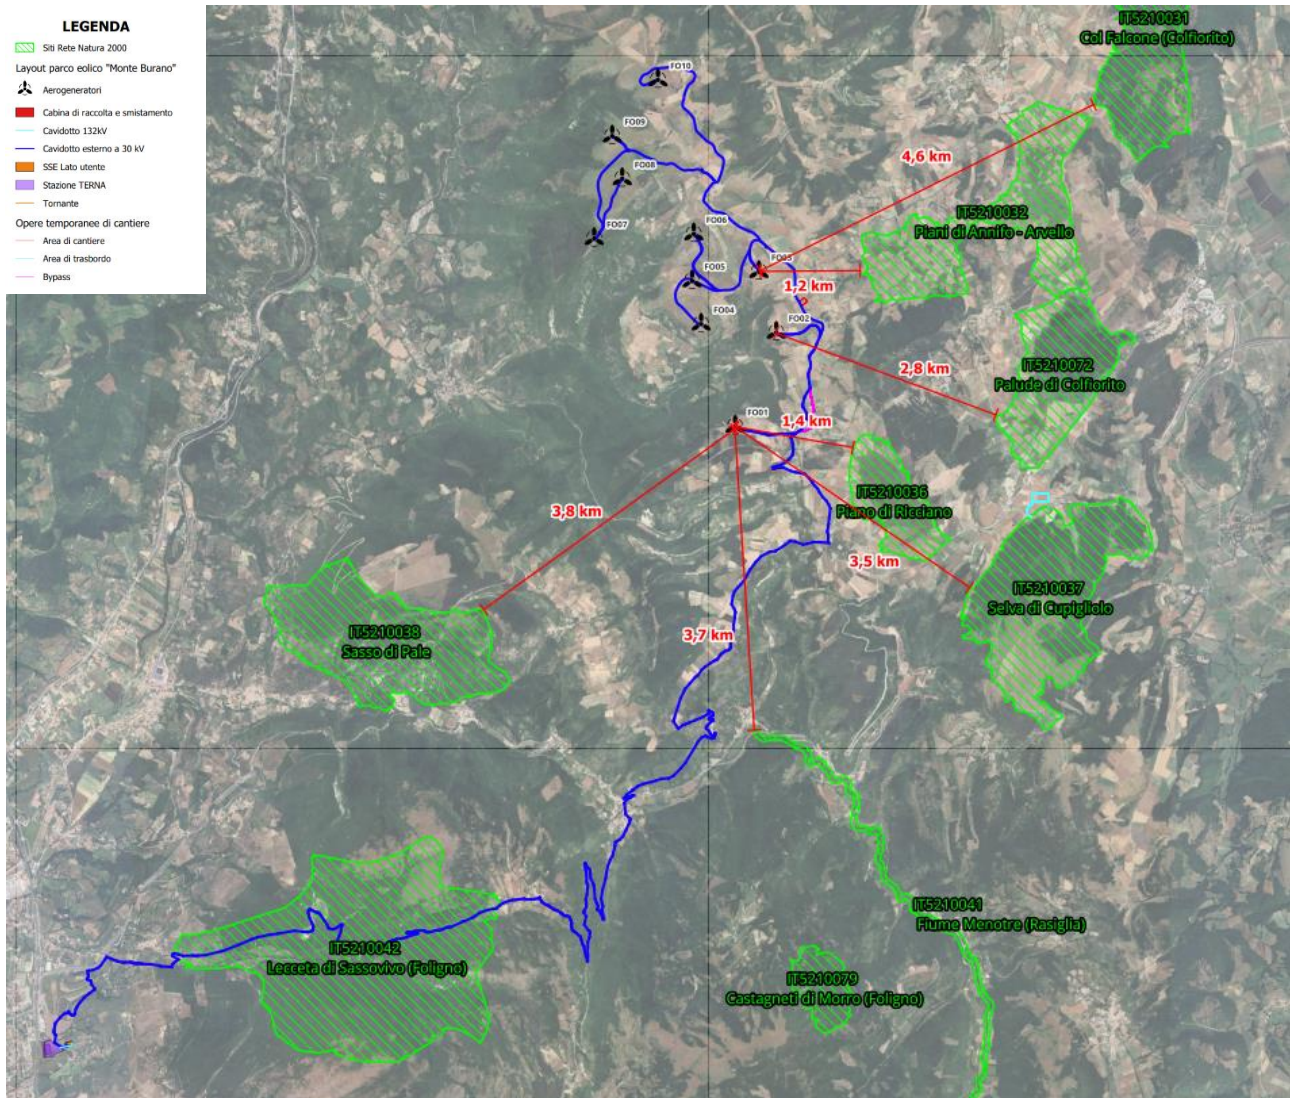 LEGENDA
Siti Rete Natura 2000
Layout parco eolico "Monte Burano"
Aerogeneratori
Cabina di raccolta e smistamento
Cavidotto 132kV
Cavidotto esterno a 30 kV
SSE Lato utente
Stazione TERNA
Tornante
Opere temporanee di cantiere
Area di cantiere
Area di trasbordo
Bypass
IT5210031
Col Falcone (Colfiorito)
FO10
FO09
4,6 km
FO08
IT5210032
Piani di Annifo - Arvello
FO06
FO07
FO03
FO05
1,2 km
FO04
FO02
IT5210072
Palude di Colfiorito
2,8 km
FO01
1,4 km
IT5210036
Piano di Ricciano
3,8 km
3,5 km
IT5210037
Selva di Cupigliolo
IT5210038
Sasso di Pale
3,7 km
IT5210041
Fiume Menotre (Rasiglia)
IT5210042
Lecceta di Sassovivo (Foligno)
IT5210079
Castagneti di Morro (Foligno)